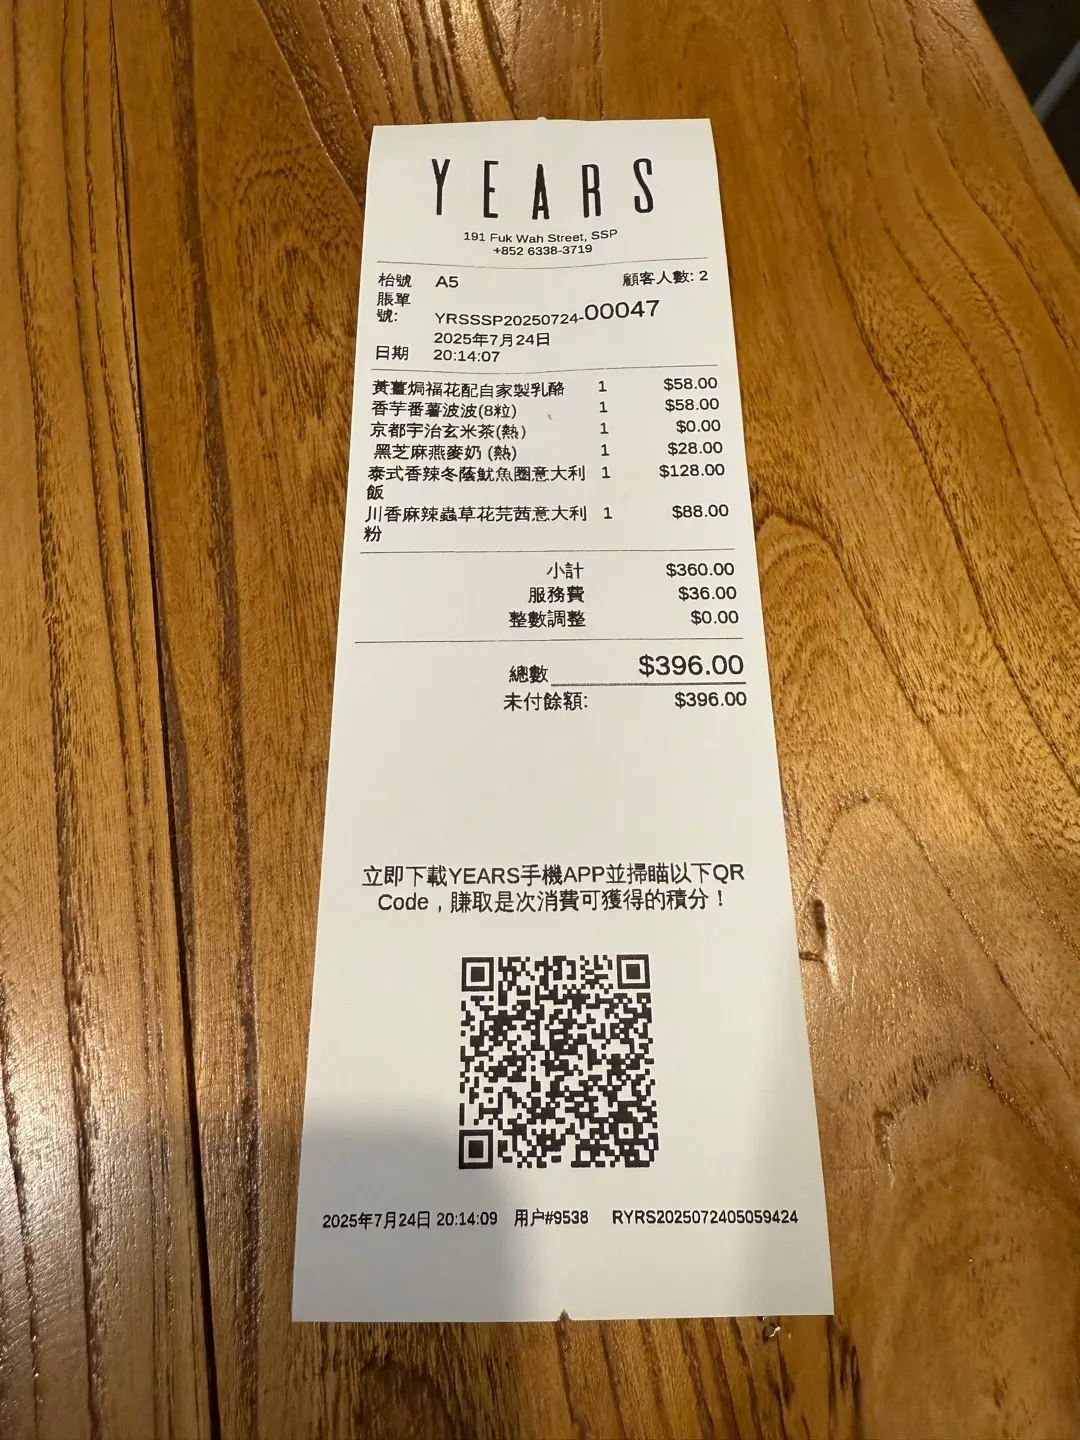 YEARS
191 Fuk Wah Street, SSP
+852 6338-3719
枱號 A5 顧客人數: 2
賬單
號: YRSSSP20250724-00047
2025年7月24日
日期 20:14:07
黃薑焗福花配自家製乳酪 1 $58.00
香芋番薯波波(8粒) 1 $58.00
京都宇治玄米茶(熱) 1 $0.00
黑芝麻燕麥奶 (熱) 1 $28.00
泰式香辣冬蔭魷魚圈意大利 1 $128.00
飯
川香麻辣蟲草花芫茜意大利 1 $88.00
粉
小計 $360.00
服務費 $36.00
整數調整 $0.00
總數 $396.00
未付餘額: $396.00
立即下載YEARS手機APP並掃瞄以下QR
Code，賺取是次消費可獲得的積分！
2025年7月24日 20:14:09 用户#9538 RYRS2025072405059424